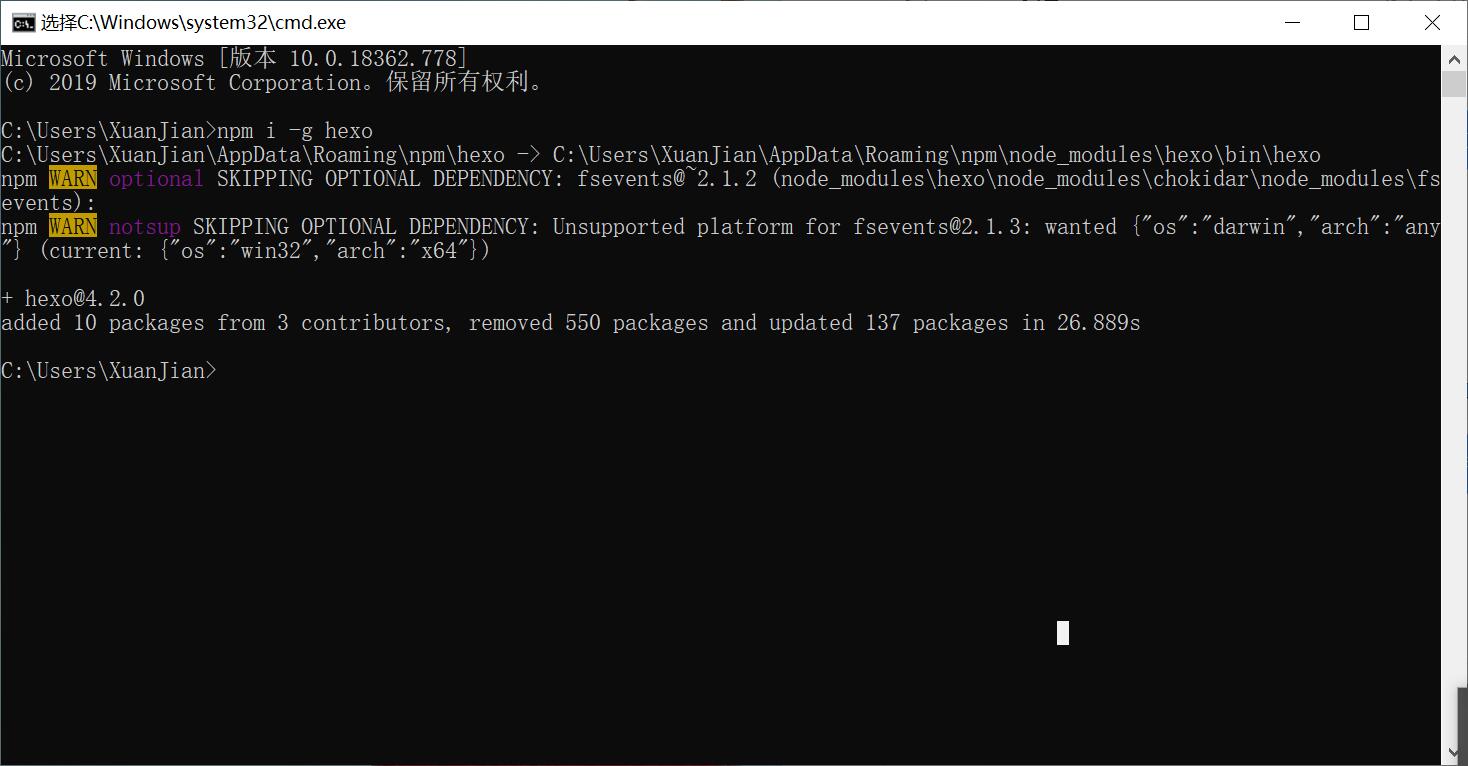 选择C:\Windows\system32\cmd.exe
Microsoft Windows [版本 10.0.18362.778]
(c) 2019 Microsoft Corporation。保留所有权利。
C:\Users\XuanJian>npm i -g hexo
C:\Users\XuanJian\AppData\Roaming\npm\hexo -> C:\Users\XuanJian\AppData\Roaming\npm\node_modules\hexo\bin\hexo
npm WARN optional SKIPPING OPTIONAL DEPENDENCY: fsevents@~2.1.2 (node_modules\hexo\node_modules\chokidar\node_modules\fs
events):
npm WARN notsup SKIPPING OPTIONAL DEPENDENCY: Unsupported platform for fsevents@2.1.3: wanted {"os":"darwin","arch":"any
"} (current: {"os":"win32","arch":"x64"})
+ hexo@4.2.0
added 10 packages from 3 contributors, removed 550 packages and updated 137 packages in 26.889s
C:\Users\XuanJian>